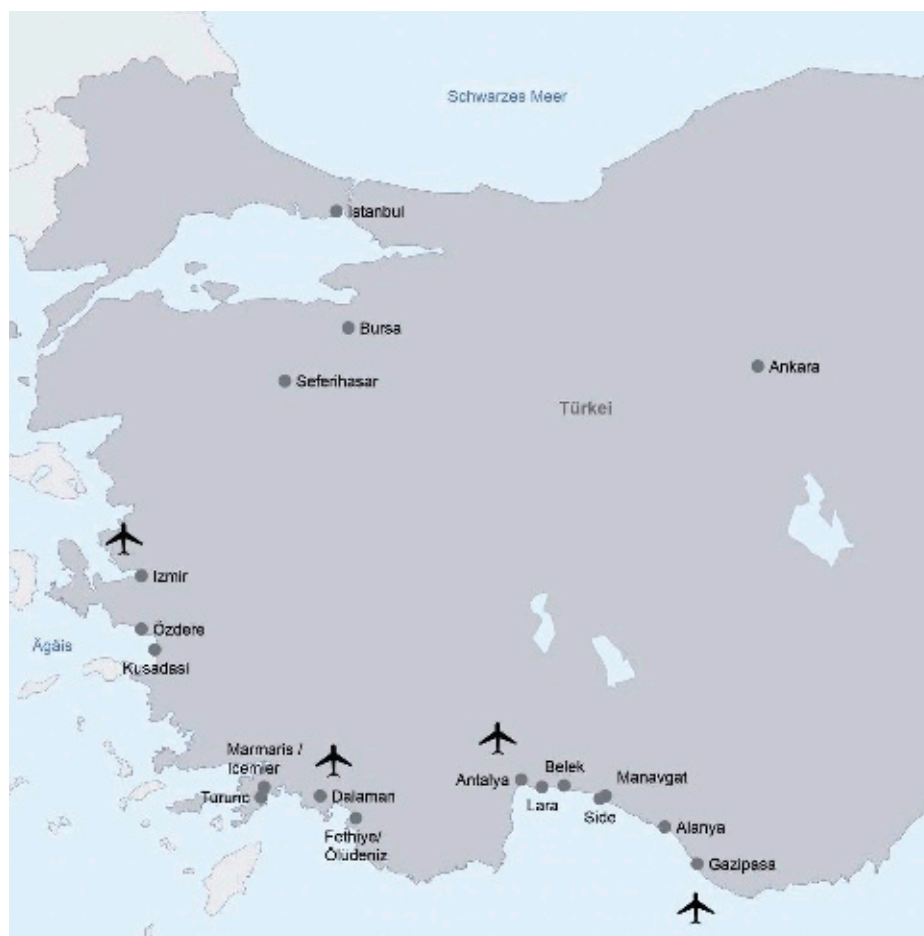 Schwarzes Meer
Istanbul
Bursa
Seferihasar
Ankara
Türkei
Izmir
Özdere
Ägäis
Kusadasi
Marmaris /
Icemler
Turunc
Dalaman
Fethiye/
Ölüdeniz
Antalya
Belek
Lara
Manavgat
Side
Alanya
Gazipasa